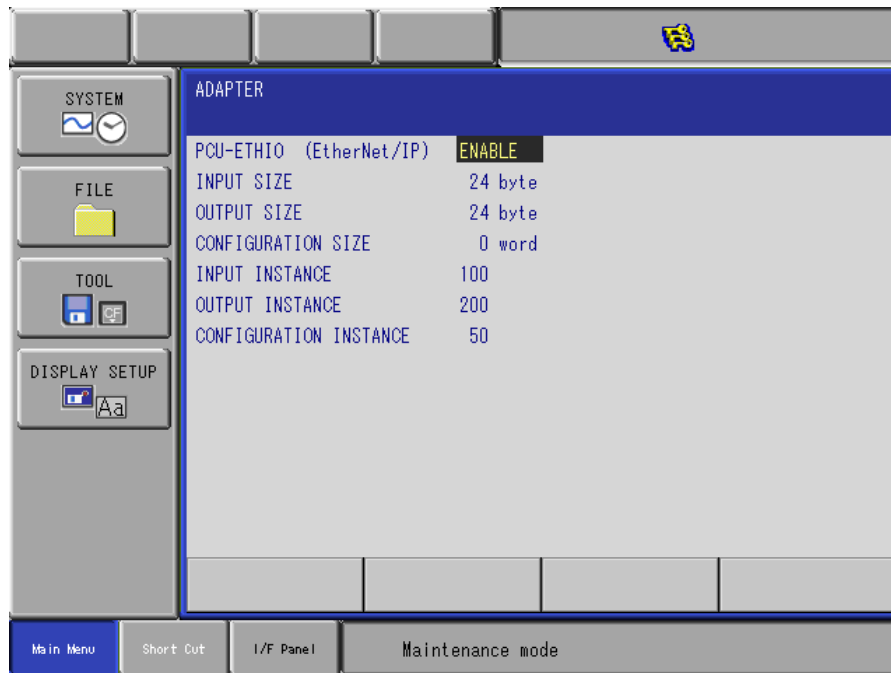 SYSTEM
FILE
TOOL
CF
DISPLAY SETUP
Aa
ADAPTER
PCU-ETHIO (EtherNet/IP) ENABLE
INPUT SIZE 24 byte
OUTPUT SIZE 24 byte
CONFIGURATION SIZE 0 word
INPUT INSTANCE 100
OUTPUT INSTANCE 200
CONFIGURATION INSTANCE 50
Main Menu Short Cut I/F Panel Maintenance mode